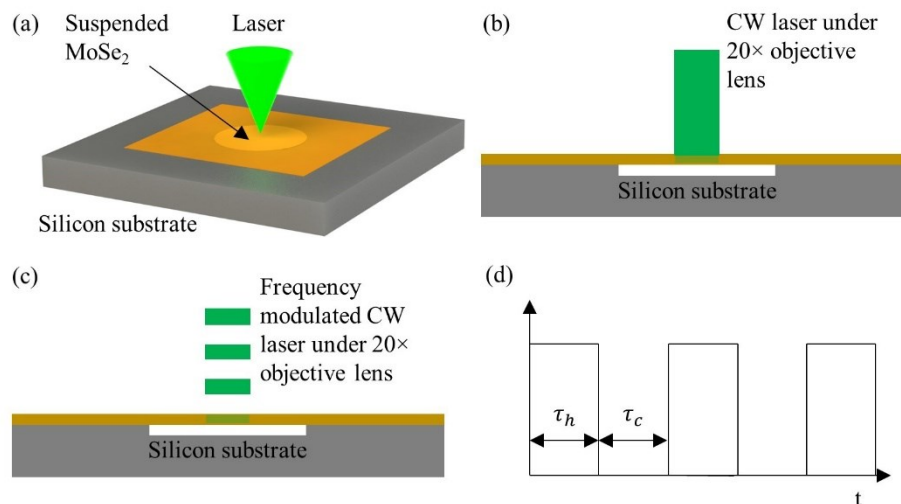 (a)
Suspended
MoSe₂
Laser
Silicon substrate
(b)
CW laser under
20× objective
lens
Silicon substrate
(c)
Frequency
modulated CW
laser under 20×
objective lens
Silicon substrate
(d)
τₕ
τ_c
t